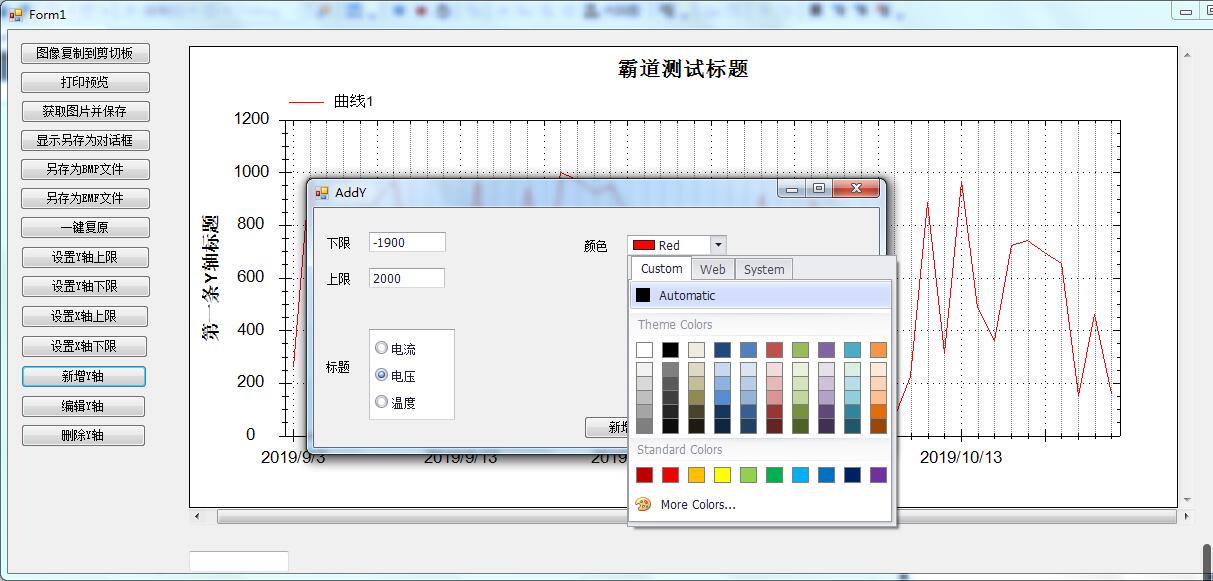 Form1
图像复制到剪切板
打印预览
获取图片并保存
显示另存为对话框
另存为BMP文件
另存为EMF文件
一键复原
设置Y轴上限
设置Y轴下限
设置X轴上限
设置X轴下限
新增Y轴
编辑Y轴
删除Y轴
霸道测试标题
曲线1
第一条Y轴标题
1200
1000
800
600
400
200
0
2019/9/3
2019/9/13
2019/10/13
AddY
下限
-1900
上限
2000
标题
电流
电压
温度
颜色
Red
Custom
Web
System
Automatic
Theme Colors
Standard Colors
More Colors...